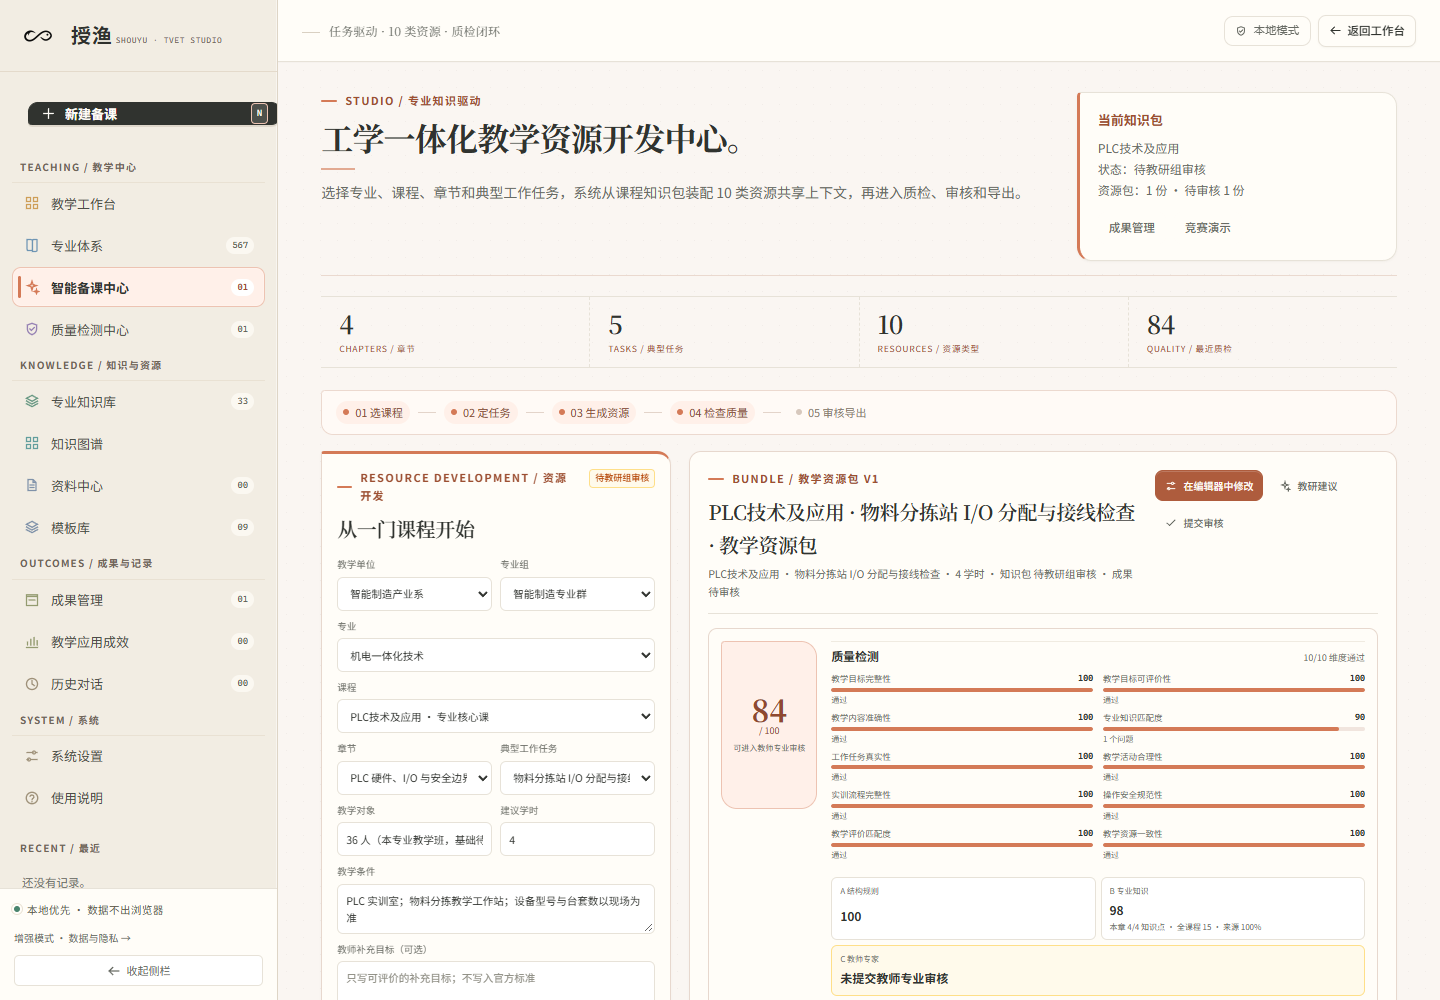 授渔 SHOUYU · TVET STUDIO
任务驱动 · 10 类资源 · 质检闭环
本地模式
← 返回工作台
+ 新建备课 N
TEACHING / 教学中心
教学工作台
专业体系 567
智能备课中心 01
质量检测中心 01
KNOWLEDGE / 知识与资源
专业知识库 33
知识图谱
资料中心 00
模板库 09
OUTCOMES / 成果与记录
成果管理 01
教学应用成效 00
历史对话 00
SYSTEM / 系统
系统设置
使用说明
RECENT / 最近
还没有记录。
本地优先 · 数据不出浏览器
增强模式 · 数据与隐私 →
← 收起侧栏
STUDIO / 专业知识驱动
工学一体化教学资源开发中心。
选择专业、课程、章节和典型工作任务，系统从课程知识包装配 10 类资源共享上下文，再进入质检、审核和导出。
当前知识包
PLC技术及应用
状态：待教研组审核
资源包：1 份 · 待审核 1 份
成果管理 竞赛演示
4
CHAPTERS / 章节
5
TASKS / 典型任务
10
RESOURCES / 资源类型
84
QUALITY / 最近质检
01 选课程
02 定任务
03 生成资源
04 检查质量
05 审核导出
RESOURCE DEVELOPMENT / 资源
开发
待教研组审核
从一门课程开始
教学单位 专业组
智能制造产业系 智能制造专业群
专业
机电一体化技术
课程
PLC技术及应用 · 专业核心课
章节 典型工作任务
PLC 硬件、I/O 与安全边界 物料分拣站 I/O 分配与接线
教学对象 建议学时
36 人（本专业教学班，基础待 4
教学条件
PLC 实训室；物料分拣教学工作站；设备型号与台套数以现场为
准
教师补充目标（可选）
只写可评价的补充目标；不写入官方标准
BUNDLE / 教学资源包 V1
PLC技术及应用 · 物料分拣站 I/O 分配与接线检查
· 教学资源包
PLC技术及应用 · 物料分拣站 I/O 分配与接线检查 · 4 学时 · 知识包 待教研组审核 · 成果
待审核
在编辑器中修改
教研建议
提交审核
84
/ 100
可进入教师专业审核
质量检测 10/10 维度通过
教学目标完整性 100 教学目标可评价性 100
通过 通过
教学内容准确性 100 专业知识匹配度 90
通过 1 个问题
工作任务真实性 100 教学活动合理性 100
通过 通过
实训流程完整性 100 操作安全规范性 100
通过 通过
教学评价匹配度 100 教学资源一致性 100
通过 通过
A 结构规则
100
B 专业知识
98
本章 4/4 知识点 · 全课程 15 · 来源 100%
C 教师专家
未提交教师专业审核